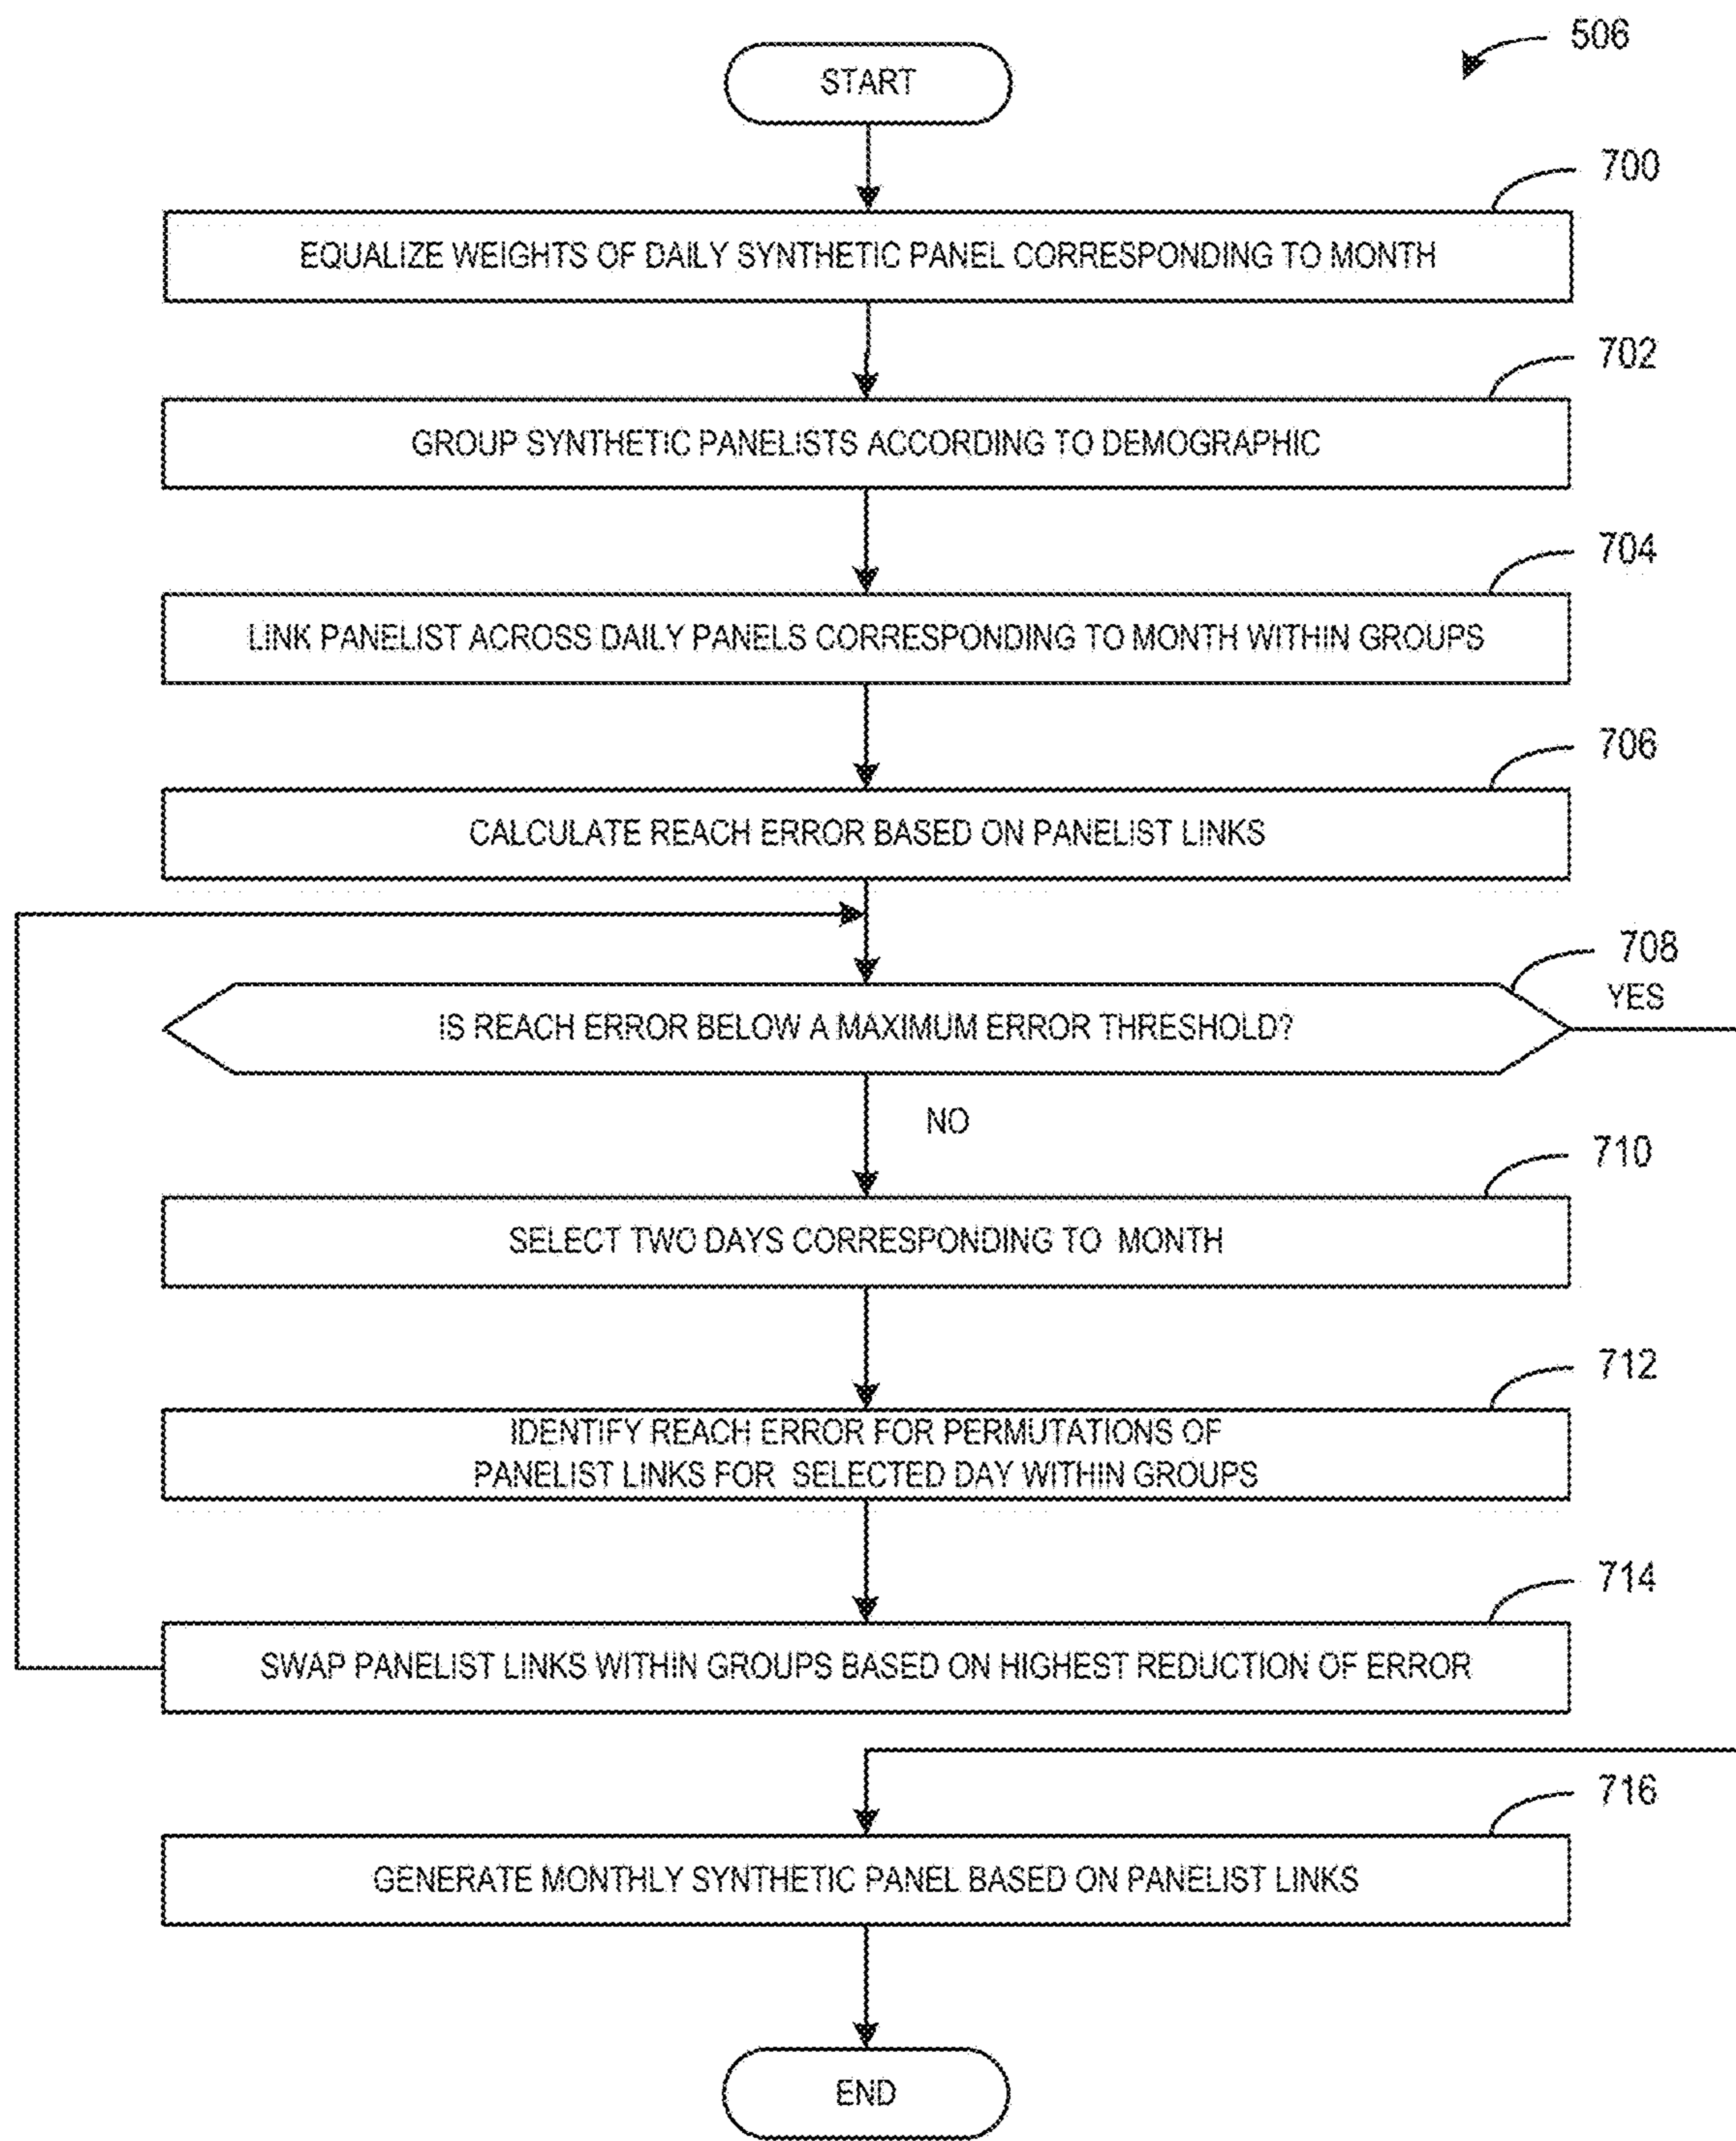 506
START
700
EQUALIZE WEIGHTS OF DAILY SYNTHETIC PANEL CORRESPONDING TO MONTH
702
GROUP SYNTHETIC PANELISTS ACCORDING TO DEMOGRAPHIC
704
LINK PANELIST ACROSS DAILY PANELS CORRESPONDING TO MONTH WITHIN GROUPS
706
CALCULATE REACH ERROR BASED ON PANELIST LINKS
708
YES
IS REACH ERROR BELOW A MAXIMUM ERROR THRESHOLD?
NO
710
SELECT TWO DAYS CORRESPONDING TO MONTH
712
IDENTIFY REACH ERROR FOR PERMUTATIONS OF
PANELIST LINKS FOR SELECTED DAY WITHIN GROUPS
714
SWAP PANELIST LINKS WITHIN GROUPS BASED ON HIGHEST REDUCTION OF ERROR
716
GENERATE MONTHLY SYNTHETIC PANEL BASED ON PANELIST LINKS
END